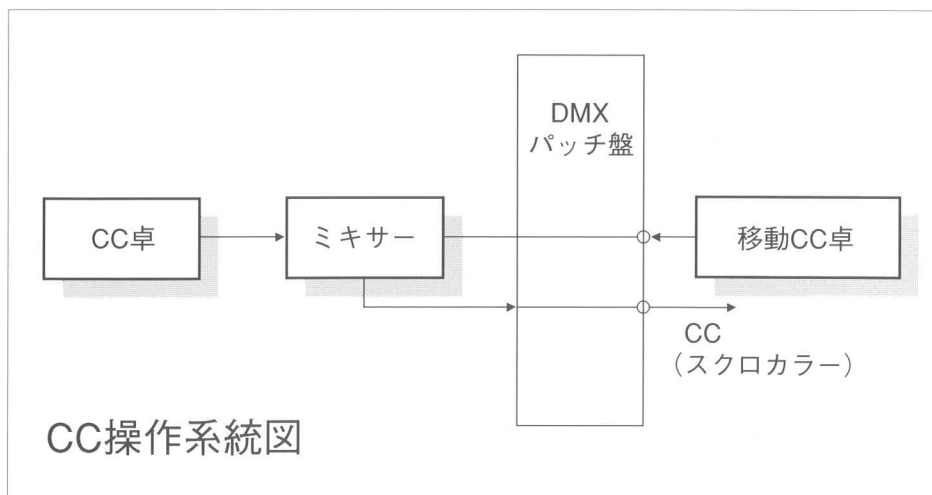 DMX
パッチ盤
CC卓
ミキサー
移動CC卓
CC
(スクロカラー)
CC操作系統図